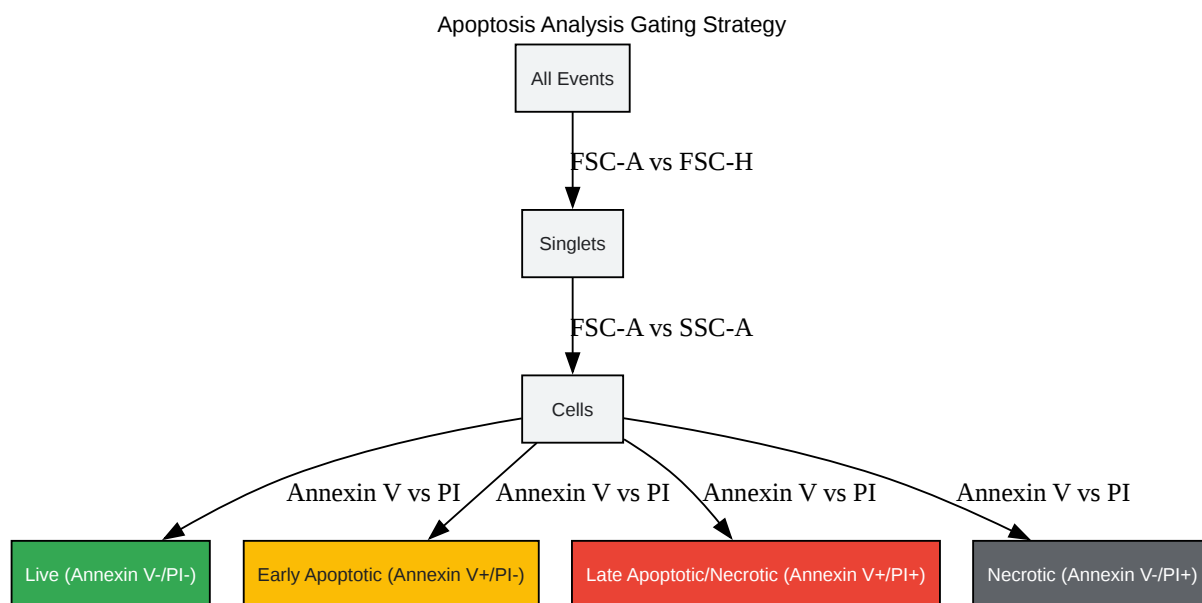 Apoptosis Analysis Gating Strategy
All Events
FSC-A vs FSC-H
Singlets
FSC-A vs SSC-A
Cells
Annexin V vs PI
Annexin V vs PI
Annexin V vs PI
Annexin V vs PI
Live (Annexin V-/PI-)
Early Apoptotic (Annexin V+/PI-)
Late Apoptotic/Necrotic (Annexin V+/PI+)
Necrotic (Annexin V-/PI+)